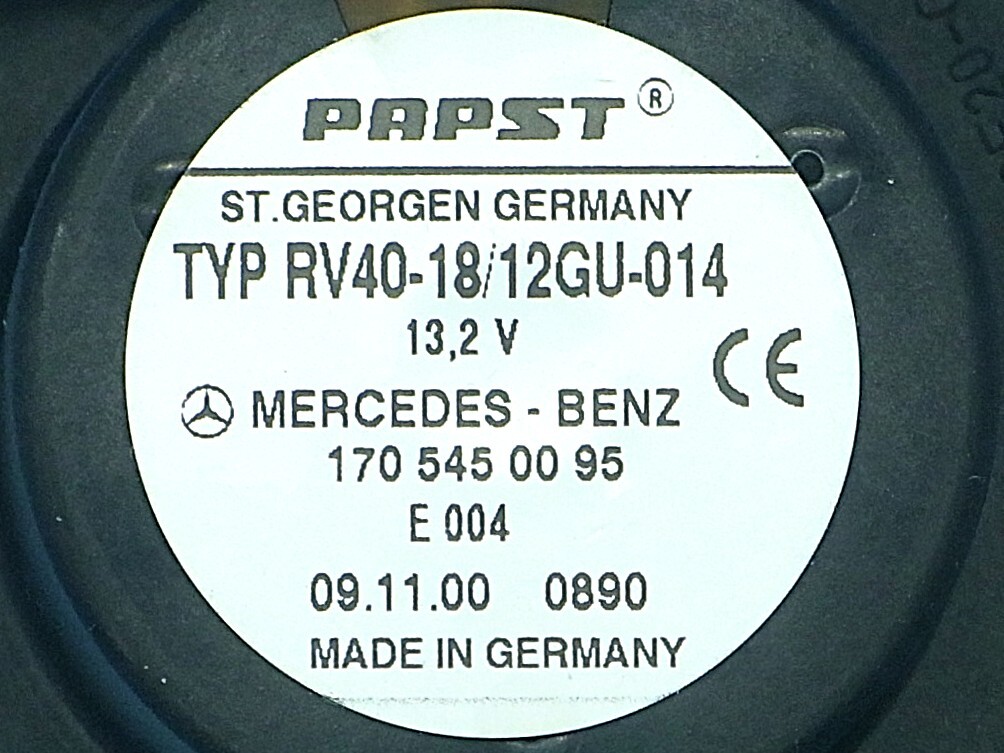 PAPST ®
ST.GEORGEN GERMANY
TYP RV40-18/12GU-014
13,2 V
CE
MERCEDES - BENZ
170 545 00 95
E 004
09.11.00 0890
MADE IN GERMANY